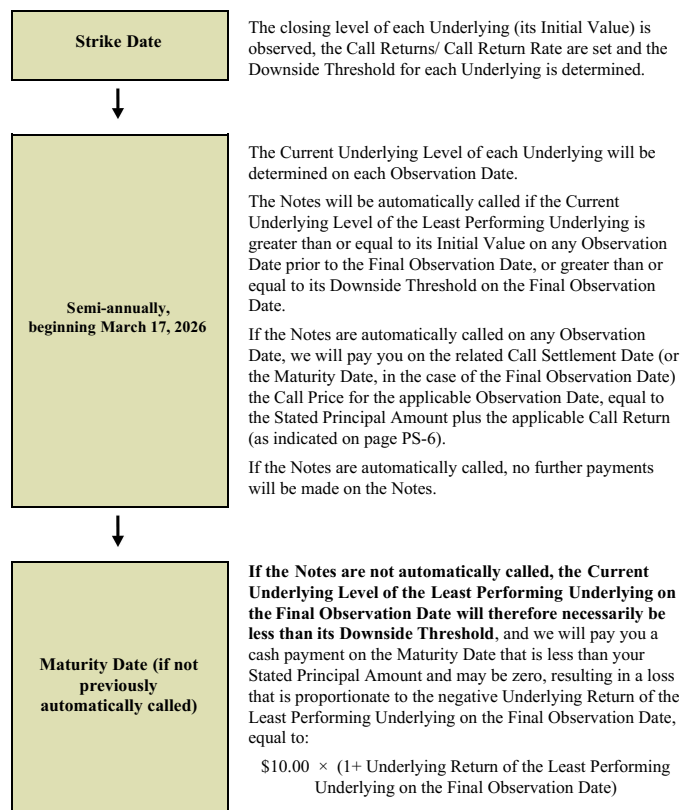 Strike Date
The closing level of each Underlying (its Initial Value) is
observed, the Call Returns/ Call Return Rate are set and the
Downside Threshold for each Underlying is determined.
Semi-annually,
beginning March 17, 2026
The Current Underlying Level of each Underlying will be
determined on each Observation Date.
The Notes will be automatically called if the Current
Underlying Level of the Least Performing Underlying is
greater than or equal to its Initial Value on any Observation
Date prior to the Final Observation Date, or greater than or
equal to its Downside Threshold on the Final Observation
Date.
If the Notes are automatically called on any Observation
Date, we will pay you on the related Call Settlement Date (or
the Maturity Date, in the case of the Final Observation Date)
the Call Price for the applicable Observation Date, equal to
the Stated Principal Amount plus the applicable Call Return
(as indicated on page PS-6).
If the Notes are automatically called, no further payments
will be made on the Notes.
Maturity Date (if not
previously
automatically called)
If the Notes are not automatically called, the Current
Underlying Level of the Least Performing Underlying on
the Final Observation Date will therefore necessarily be
less than its Downside Threshold, and we will pay you a
cash payment on the Maturity Date that is less than your
Stated Principal Amount and may be zero, resulting in a loss
that is proportionate to the negative Underlying Return of the
Least Performing Underlying on the Final Observation Date,
equal to:
$10.00 × (1+ Underlying Return of the Least Performing
Underlying on the Final Observation Date)